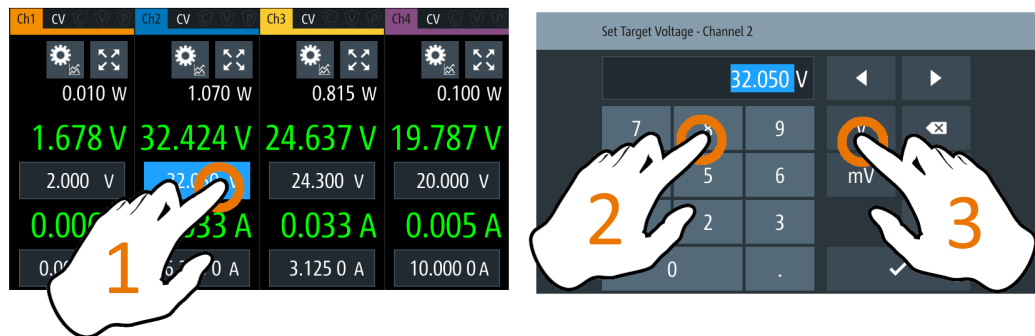 Ch1 CV C V P Ch2 CV C V P Ch3 CV C V P Ch4 CV C V P
0.010 W 1.070 W 0.815 W 0.100 W
1.678 V 32.424 V 24.637 V 19.787 V
2.000 V 32.050 V 24.300 V 20.000 V
0.033 A 0.005 A
3.125 0 A 10.000 0 A
1
Set Target Voltage - Channel 2
32.050 V
7 8 9 V
5 6 mV
2 3
0 .
2
3